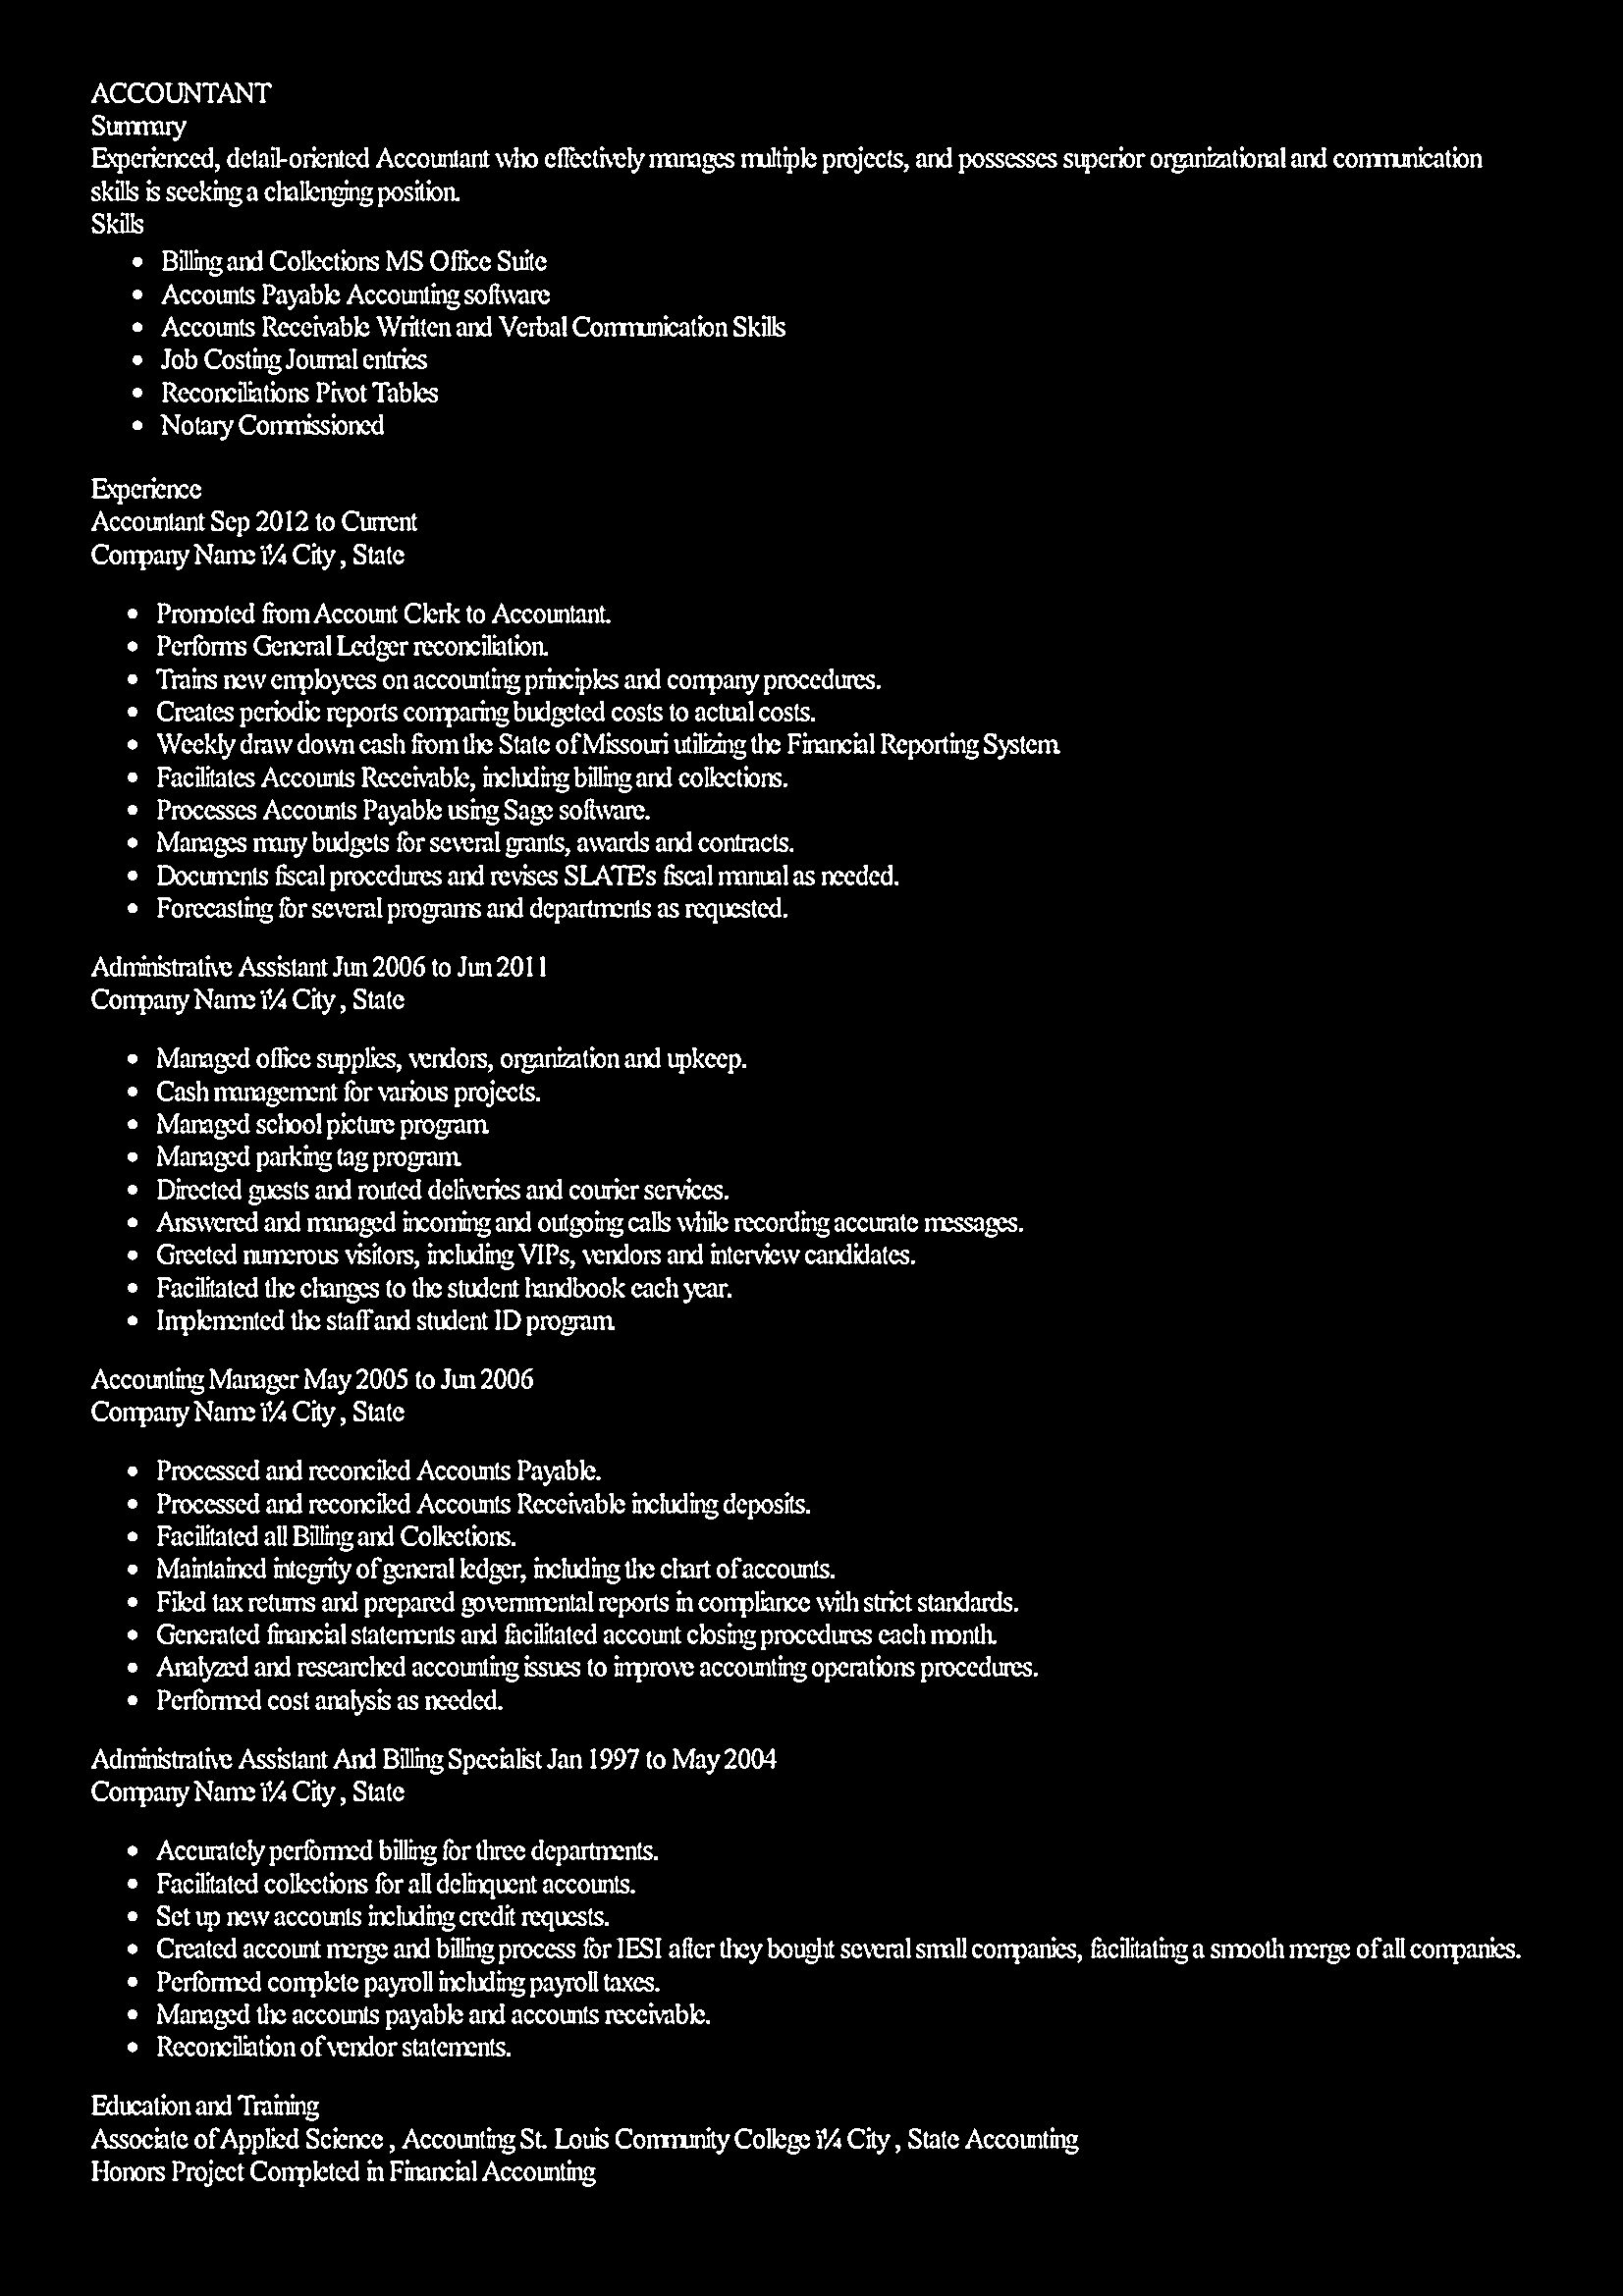 ACCOUNTANT
Summary
Experienced, detail-oriented Accountant who effectively manages multiple projects, and possesses superior organizational and communication
skills is seeking a challenging position.
Skills
• Billing and Collections MS Office Suite
• Accounts Payable Accounting software
• Accounts Receivable Written and Verbal Communication Skills
• Job Costing Journal entries
• Reconciliations Pivot Tables
• Notary Commissioned
Experience
Accountant Sep 2012 to Current
Company Name ï¼ City , State
• Promoted from Account Clerk to Accountant.
• Performs General Ledger reconciliation.
• Trains new employees on accounting principles and company procedures.
• Creates periodic reports comparing budgeted costs to actual costs.
• Weekly draw down cash from the State of Missouri utilizing the Financial Reporting System.
• Facilitates Accounts Receivable, including billing and collections.
• Processes Accounts Payable using Sage software.
• Manages many budgets for several grants, awards and contracts.
• Documents fiscal procedures and revises SLATE's fiscal manual as needed.
• Forecasting for several programs and departments as requested.
Administrative Assistant Jun 2006 to Jun 2011
Company Name ï¼ City , State
• Managed office supplies, vendors, organization and upkeep.
• Cash management for various projects.
• Managed school picture program.
• Managed parking tag program.
• Directed guests and routed deliveries and courier services.
• Answered and managed incoming and outgoing calls while recording accurate messages.
• Greeted numerous visitors, including VIPs, vendors and interview candidates.
• Facilitated the changes to the student handbook each year.
• Implemented the staff and student ID program.
Accounting Manager May 2005 to Jun 2006
Company Name ï¼ City , State
• Processed and reconciled Accounts Payable.
• Processed and reconciled Accounts Receivable including deposits.
• Facilitated all Billing and Collections.
• Maintained integrity of general ledger, including the chart of accounts.
• Filed tax returns and prepared governmental reports in compliance with strict standards.
• Generated financial statements and facilitated account closing procedures each month.
• Analyzed and researched accounting issues to improve accounting operations procedures.
• Performed cost analysis as needed.
Administrative Assistant And Billing Specialist Jan 1997 to May 2004
Company Name ï¼ City , State
• Accurately performed billing for three departments.
• Facilitated collections for all delinquent accounts.
• Set up new accounts including credit requests.
• Created account merge and billing process for IESI after they bought several small companies, facilitating a smooth merge of all companies.
• Performed complete payroll including payroll taxes.
• Managed the accounts payable and accounts receivable.
• Reconciliation of vendor statements.
Education and Training
Associate of Applied Science , Accounting St. Louis Community College ï¼ City , State Accounting
Honors Project Completed in Financial Accounting